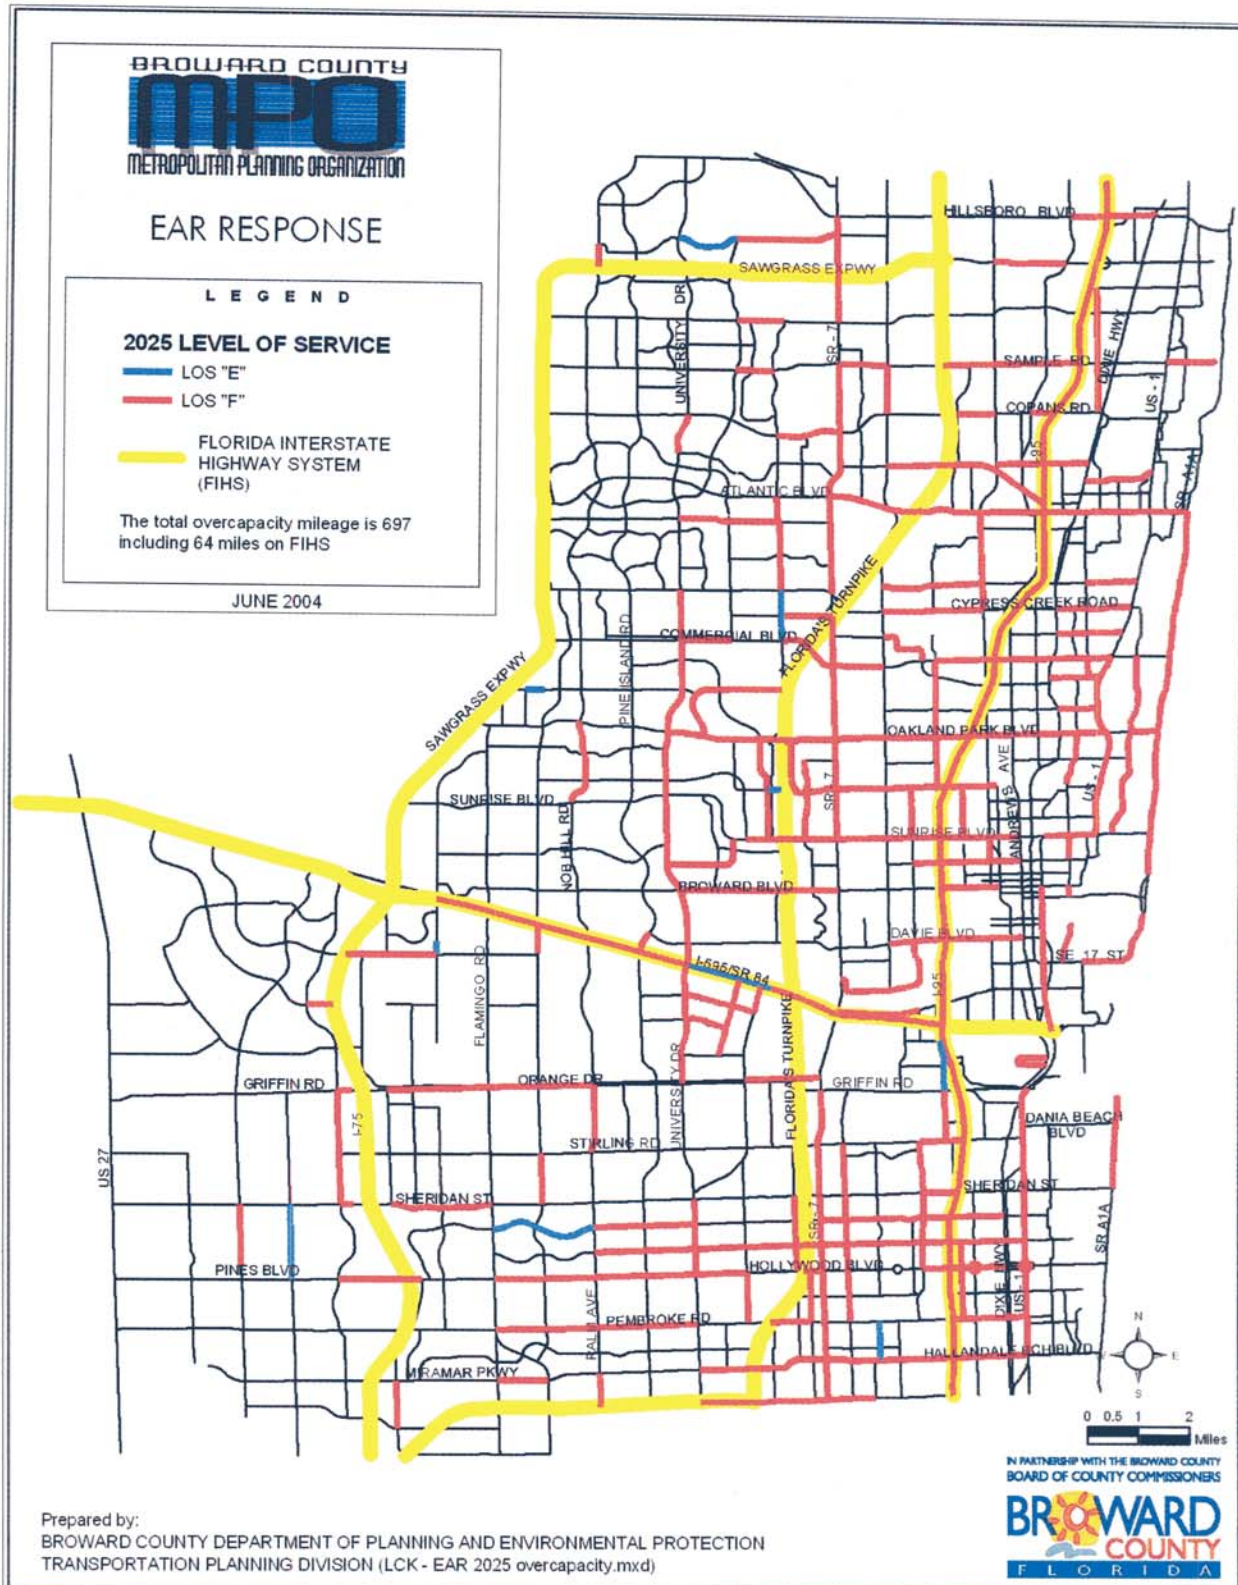 BROWARD COUNTY
MPO
METROPOLITAN PLANNING ORGANIZATION
EAR RESPONSE
LEGEND
2025 LEVEL OF SERVICE
LOS "E"
LOS "F"
FLORIDA INTERSTATE
HIGHWAY SYSTEM
(FIHS)
The total overcapacity mileage is 697
including 64 miles on FIHS
JUNE 2004
HILLSBORO BLVD
SAWGRASS EXPWY
UNIVERSITY DR
SR - 7
SAMPLE RD
DIXIE HWY
COPANS RD
US - 1
I-95
SR A1A
ATLANTIC BLVD
CYPRESS CREEK ROAD
COMMERCIAL BLVD
FLORIDA'S TURNPIKE
PINE ISLAND RD
SAWGRASS EXPWY
OAKLAND PARK BLVD
SUNRISE BLVD
NOB HILL RD
SR - 7
ANDREWS AVE
US - 1
SUNRISE BLVD
BROWARD BLVD
DAVIE BLVD
SE 17 ST
I-595/SR 84
I-95
FLAMINGO RD
FLORIDA'S TURNPIKE
UNIVERSITY DR
GRIFFIN RD
ORANGE DR
GRIFFIN RD
I-75
DANIA BEACH
BLVD
STIRLING RD
US 27
SHERIDAN ST
SHERIDAN ST
SR - 7
SR A1A
PINES BLVD
HOLLYWOOD BLVD
DIXIE HWY
US - 1
PALM AVE
PEMBROKE RD
HALLANDALE BCH BLVD
MIRAMAR PKWY
N
E
S
0 0.5 1 2
Miles
IN PARTNERSHIP WITH THE BROWARD COUNTY
BOARD OF COUNTY COMMISSIONERS
BROWARD
COUNTY
FLORIDA
Prepared by:
BROWARD COUNTY DEPARTMENT OF PLANNING AND ENVIRONMENTAL PROTECTION
TRANSPORTATION PLANNING DIVISION (LCK - EAR 2025 overcapacity.mxd)